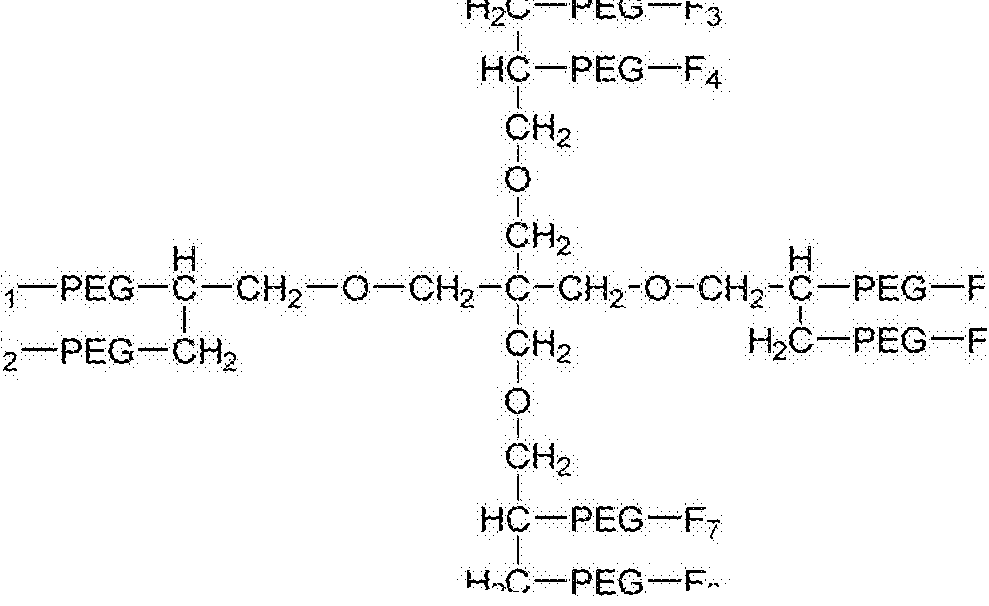 H₂C—PEG—F₃
HC—PEG—F₄
CH₂
O
CH₂
H H
₁—PEG—C—CH₂—O—CH₂—C—CH₂—O—CH₂—C—PEG—F
CH₂ H₂C—PEG—F
₂—PEG—CH₂
O
CH₂
HC—PEG—F₇
H₂C—PEG—F